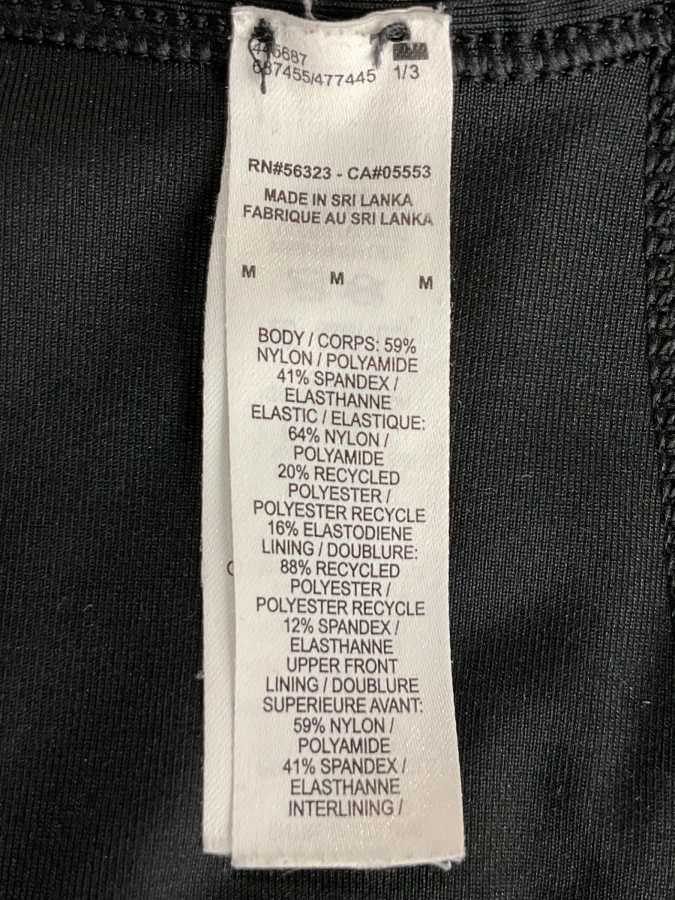 446687
687455/477445 1/3
RN#56323 - CA#05553
MADE IN SRI LANKA
FABRIQUE AU SRI LANKA
M M M
BODY / CORPS: 59%
NYLON / POLYAMIDE
41% SPANDEX /
ELASTHANNE
ELASTIC / ELASTIQUE:
64% NYLON /
POLYAMIDE
20% RECYCLED
POLYESTER /
POLYESTER RECYCLE
16% ELASTODIENE
LINING / DOUBLURE:
88% RECYCLED
POLYESTER /
POLYESTER RECYCLE
12% SPANDEX /
ELASTHANNE
UPPER FRONT
LINING / DOUBLURE
SUPERIEURE AVANT:
59% NYLON /
POLYAMIDE
41% SPANDEX /
ELASTHANNE
INTERLINING /